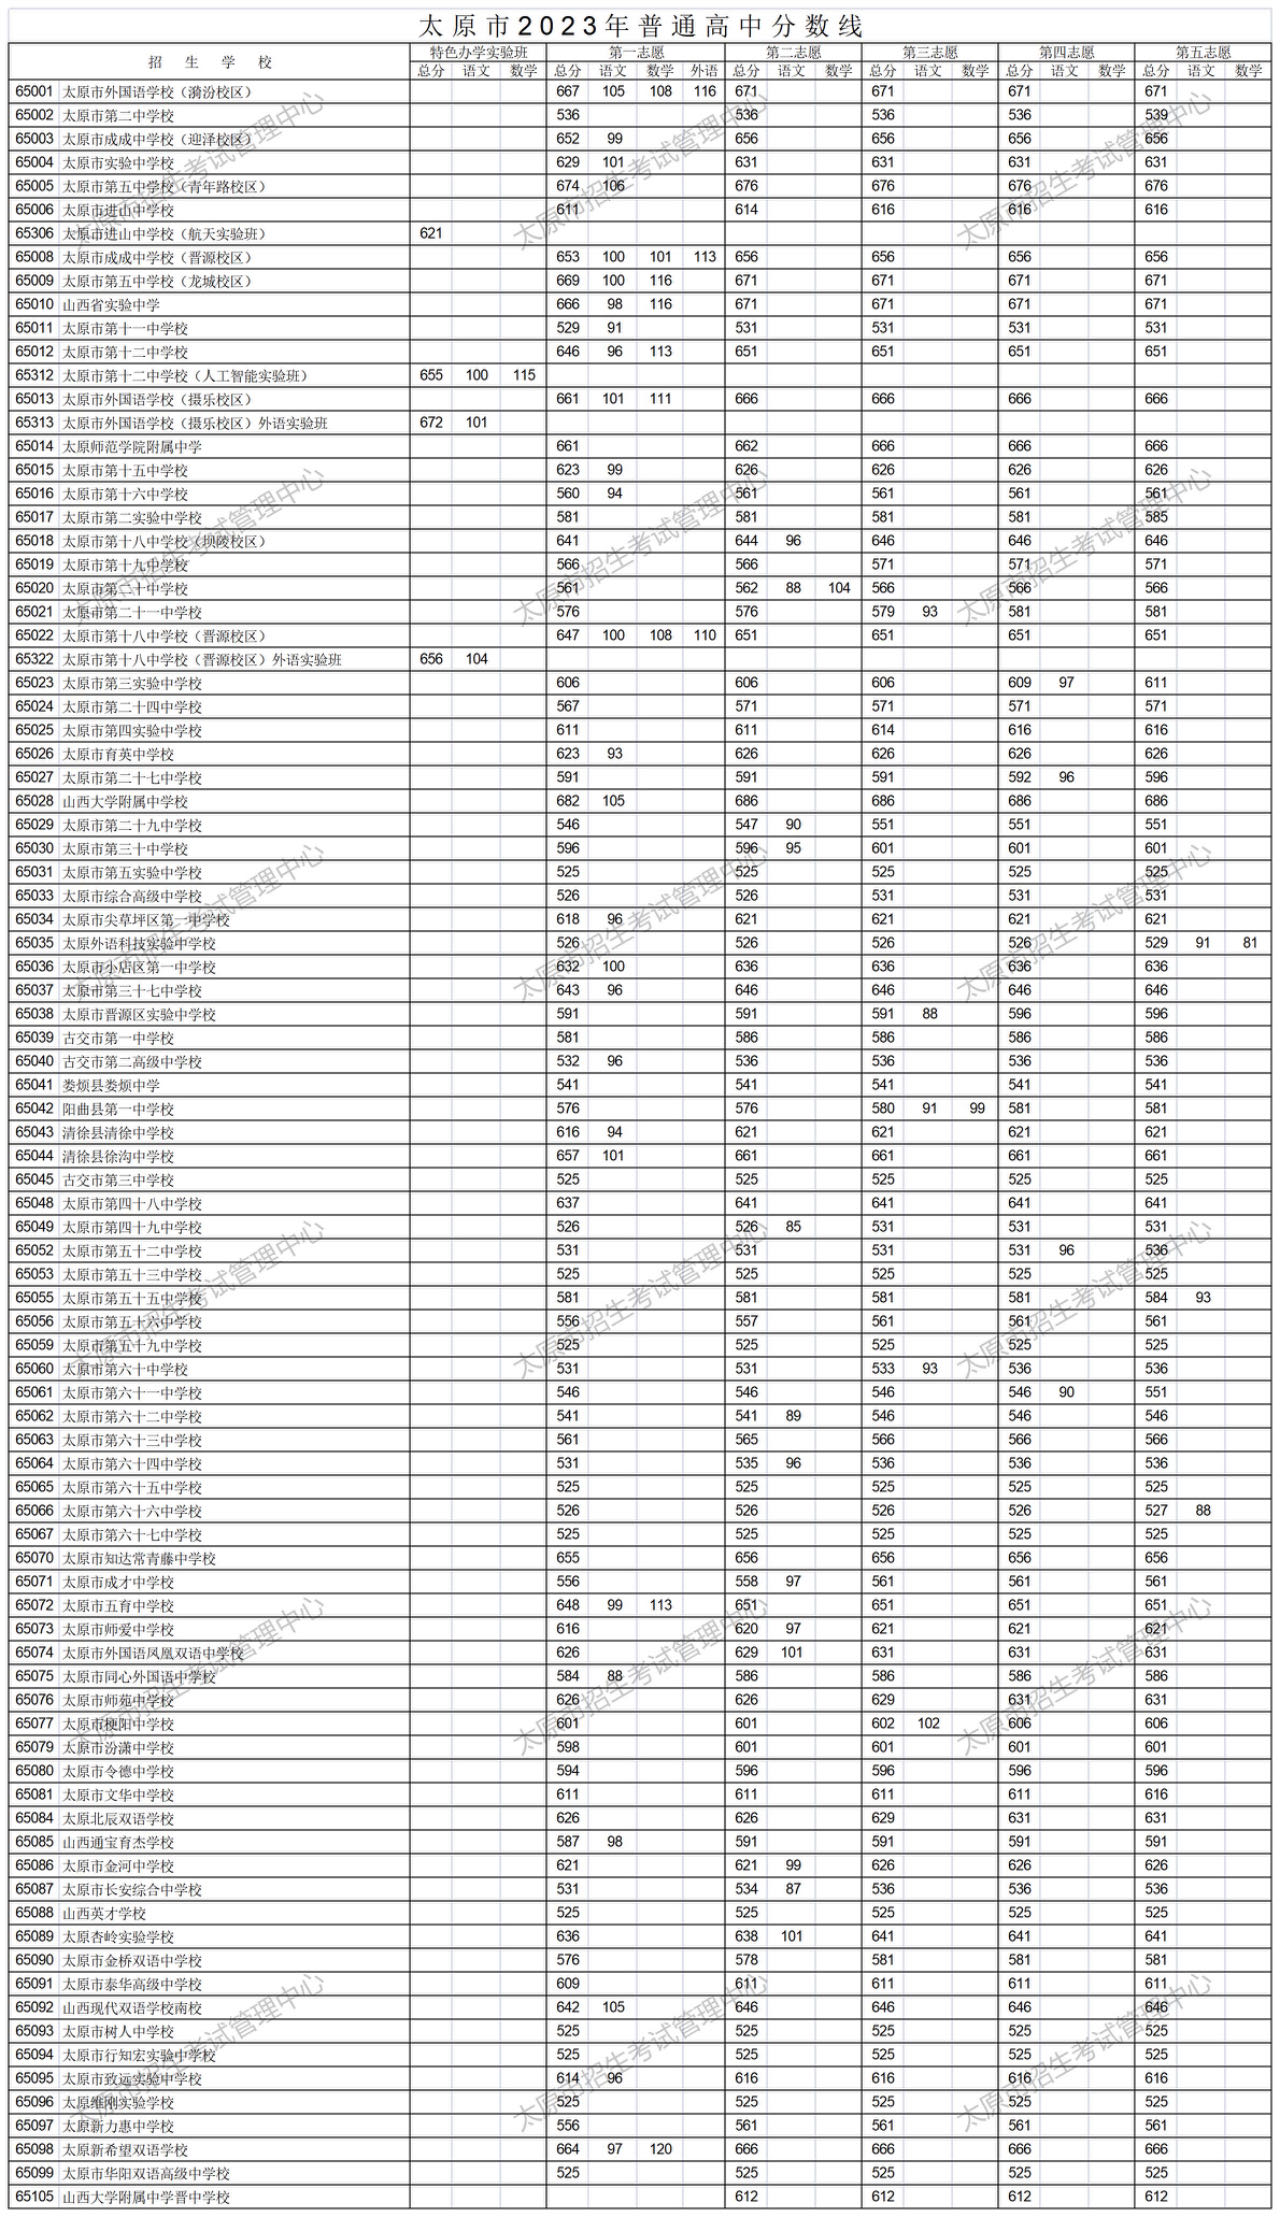 太原市2023年普通高中分数线
招生学校 特色办学实验班 第一志愿 第二志愿 第三志愿 第四志愿 第五志愿
总分 语文 数学 总分 语文 数学 外语 总分 语文 数学 总分 语文 数学 总分 语文 数学 总分 语文 数学
65001 太原市外国语学校（漪汾校区） 667 105 108 116 671 671 671 671
65002 太原市第二中学校 536 536 536 536 539
65003 太原市成成中学校（迎泽校区） 652 99 656 656 656 656
65004 太原市实验中学校 629 101 631 631 631 631
65005 太原市第五中学校（青年路校区） 674 106 676 676 676 676
65006 太原市进山中学校 611 614 616 616 616
65306 太原市进山中学校（航天实验班） 621
65008 太原市成成中学校（晋源校区） 653 100 101 113 656 656 656 656
65009 太原市第五中学校（龙城校区） 669 100 116 671 671 671 671
65010 山西省实验中学 666 98 116 671 671 671 671
65011 太原市第十一中学校 529 91 531 531 531 531
65012 太原市第十二中学校 646 96 113 651 651 651 651
65312 太原市第十二中学校（人工智能实验班） 655 100 115
65013 太原市外国语学校（摄乐校区） 661 101 111 666 666 666 666
65313 太原市外国语学校（摄乐校区）外语实验班 672 101
65014 太原师范学院附属中学 661 662 666 666 666
65015 太原市第十五中学校 623 99 626 626 626 626
65016 太原市第十六中学校 560 94 561 561 561 561
65017 太原市第二实验中学校 581 581 581 581 585
65018 太原市第十八中学校（坝陵校区） 641 644 96 646 646 646
65019 太原市第十九中学校 566 566 571 571 571
65020 太原市第二十中学校 561 562 88 104 566 566 566
65021 太原市第二十一中学校 576 576 579 93 581 581
65022 太原市第十八中学校（晋源校区） 647 100 108 110 651 651 651 651
65322 太原市第十八中学校（晋源校区）外语实验班 656 104
65023 太原市第三实验中学校 606 606 606 609 97 611
65024 太原市第二十四中学校 567 571 571 571 571
65025 太原市第四实验中学校 611 611 614 616 616
65026 太原市育英中学校 623 93 626 626 626 626
65027 太原市第二十七中学校 591 591 591 592 96 596
65028 山西大学附属中学校 682 105 686 686 686 686
65029 太原市第二十九中学校 546 547 90 551 551 551
65030 太原市第三十中学校 596 596 95 601 601 601
65031 太原市第五实验中学校 525 525 525 525 525
65033 太原市综合高级中学校 526 526 531 531 531
65034 太原市尖草坪区第一中学校 618 96 621 621 621 621
65035 太原外语科技实验中学校 526 526 526 526 529 91 81
65036 太原市小店区第一中学校 632 100 636 636 636 636
65037 太原市第三十七中学校 643 96 646 646 646 646
65038 太原市晋源区实验中学校 591 591 591 88 596 596
65039 古交市第一中学校 581 586 586 586 586
65040 古交市第二高级中学校 532 96 536 536 536 536
65041 娄烦县娄烦中学 541 541 541 541 541
65042 阳曲县第一中学校 576 576 580 91 99 581 581
65043 清徐县清徐中学校 616 94 621 621 621 621
65044 清徐县徐沟中学校 657 101 661 661 661 661
65045 古交市第三中学校 525 525 525 525 525
65048 太原市第四十八中学校 637 641 641 641 641
65049 太原市第四十九中学校 526 526 85 531 531 531
65052 太原市第五十二中学校 531 531 531 531 96 536
65053 太原市第五十三中学校 525 525 525 525 525
65055 太原市第五十五中学校 581 581 581 581 584 93
65056 太原市第五十六中学校 556 557 561 561 561
65059 太原市第五十九中学校 525 525 525 525 525
65060 太原市第六十中学校 531 531 533 93 536 536
65061 太原市第六十一中学校 546 546 546 546 90 551
65062 太原市第六十二中学校 541 541 89 546 546 546
65063 太原市第六十三中学校 561 565 566 566 566
65064 太原市第六十四中学校 531 535 96 536 536 536
65065 太原市第六十五中学校 525 525 525 525 525
65066 太原市第六十六中学校 526 526 526 526 527 88
65067 太原市第六十七中学校 525 525 525 525 525
65070 太原市知达常青藤中学校 655 656 656 656 656
65071 太原市成才中学校 556 558 97 561 561 561
65072 太原市五育中学校 648 99 113 651 651 651 651
65073 太原市师爱中学校 616 620 97 621 621 621
65074 太原市外国语凤凰双语中学校 626 629 101 631 631 631
65075 太原市同心外国语中学校 584 88 586 586 586 586
65076 太原市师苑中学校 626 626 629 631 631
65077 太原市梗阳中学校 601 601 602 102 606 606
65079 太原市汾潇中学校 598 601 601 601 601
65080 太原市令德中学校 594 596 596 596 596
65081 太原市文华中学校 611 611 611 611 616
65084 太原北辰双语学校 626 626 629 631 631
65085 山西通宝育杰学校 587 98 591 591 591 591
65086 太原市金河中学校 621 621 99 626 626 626
65087 太原市长安综合中学校 531 534 87 536 536 536
65088 山西英才学校 525 525 525 525 525
65089 太原杏岭实验学校 636 638 101 641 641 641
65090 太原市金桥双语中学校 576 578 581 581 581
65091 太原市泰华高级中学校 609 611 611 611 611
65092 山西现代双语学校南校 642 105 646 646 646 646
65093 太原市树人中学校 525 525 525 525 525
65094 太原市行知宏实验中学校 525 525 525 525 525
65095 太原市致远实验中学校 614 96 616 616 616 616
65096 太原维刚实验学校 525 525 525 525 525
65097 太原新力惠中学校 556 561 561 561 561
65098 太原新希望双语学校 664 97 120 666 666 666 666
65099 太原市华阳双语高级中学校 525 525 525 525 525
65105 山西大学附属中学晋中学校 612 612 612 612